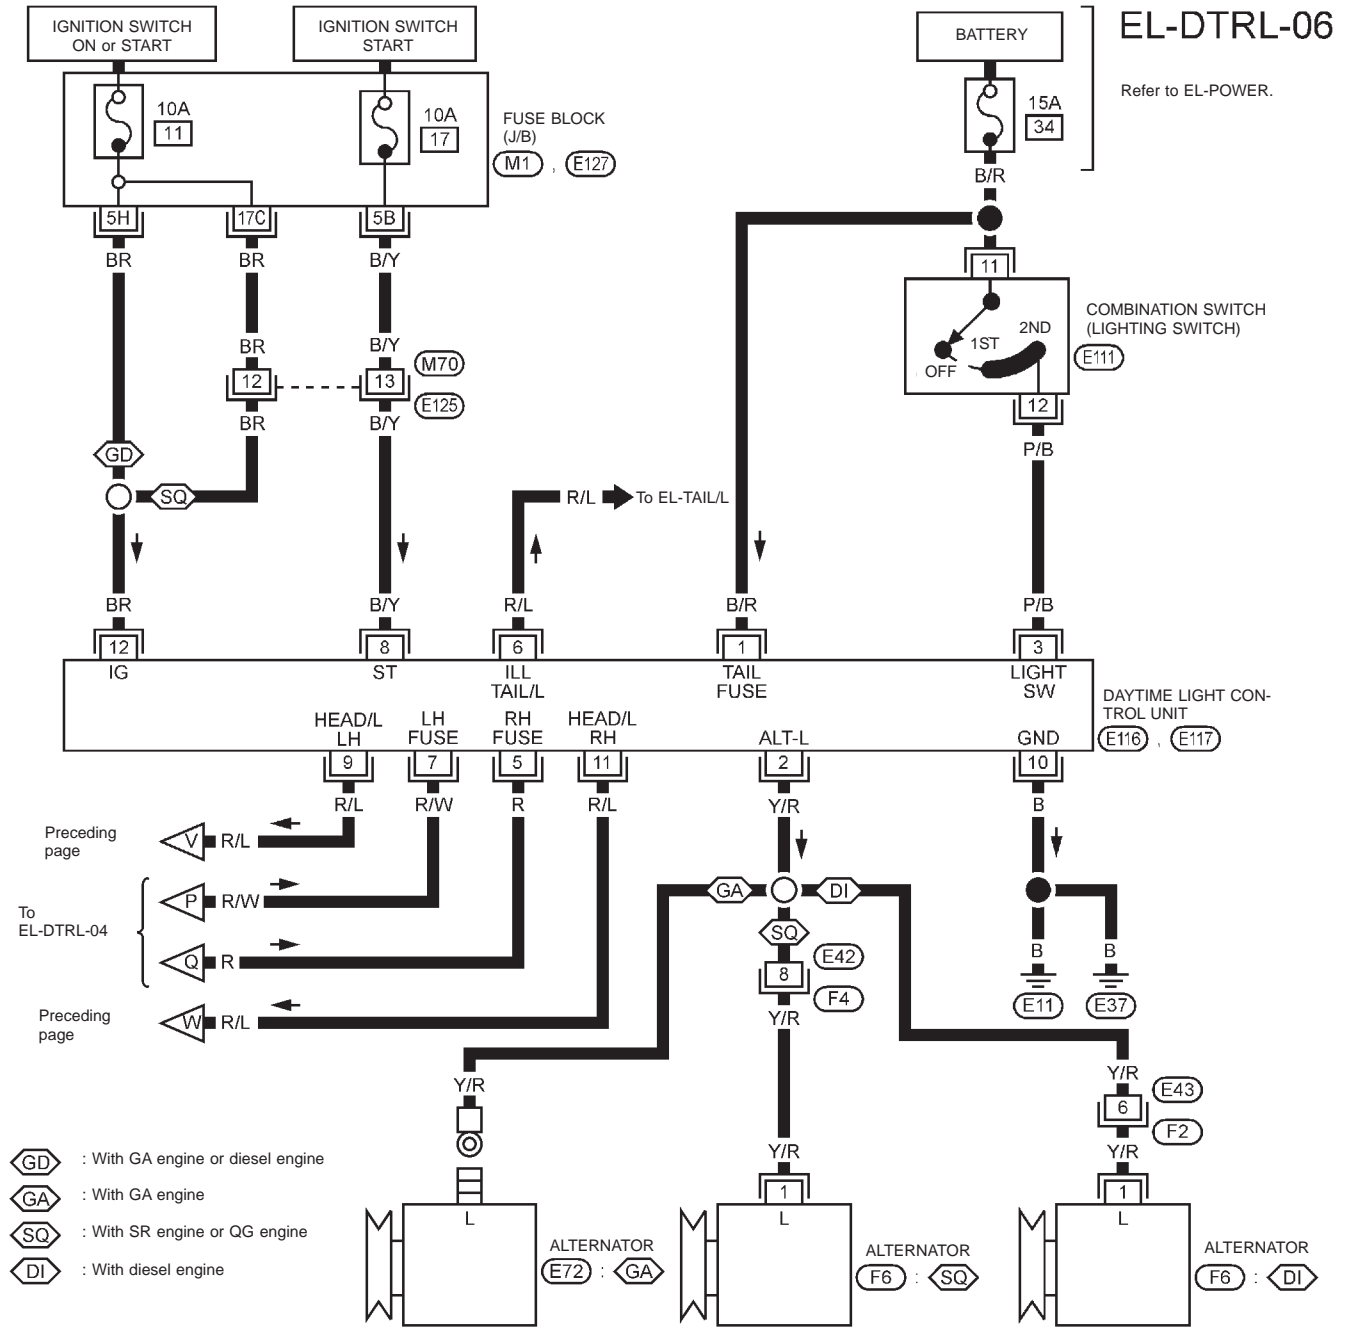 IGNITION SWITCH
ON or START
IGNITION SWITCH
START
BATTERY
EL-DTRL-06
Refer to EL-POWER.
10A
11
10A
17
FUSE BLOCK
(J/B)
M1 , E127
15A
34
B/R
5H
17C
5B
BR
BR
B/Y
11
COMBINATION SWITCH
(LIGHTING SWITCH)
E111
1ST
2ND
OFF
BR
B/Y
M70
12
13
E125
BR
B/Y
12
P/B
GD
SQ
R/L
To EL-TAIL/L
BR
B/Y
R/L
B/R
P/B
12
8
6
1
3
IG
ST
ILL
TAIL/L
TAIL
FUSE
LIGHT
SW
DAYTIME LIGHT CON-
TROL UNIT
E116 , E117
HEAD/L
LH
LH
FUSE
RH
FUSE
HEAD/L
RH
ALT-L
GND
9
7
5
11
2
10
R/L
R/W
R
R/L
Y/R
B
Preceding
page
V
R/L
To
EL-DTRL-04
P
R/W
Q
R
Preceding
page
W
R/L
GA
DI
SQ
E42
8
F4
Y/R
B
B
E11
E37
Y/R
Y/R
E43
6
F2
Y/R
Y/R
1
1
L
L
L
ALTERNATOR
E72 : GA
ALTERNATOR
F6 : SQ
ALTERNATOR
F6 : DI
GD : With GA engine or diesel engine
GA : With GA engine
SQ : With SR engine or QG engine
DI : With diesel engine